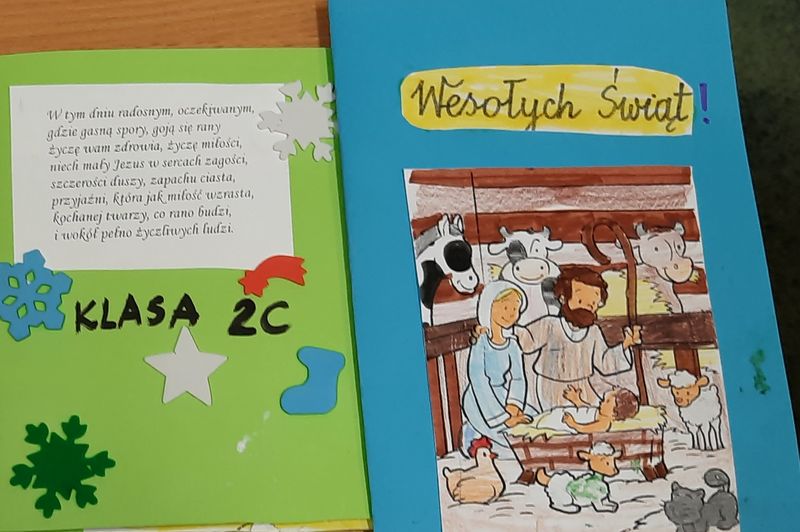 W tym dniu radosnym, oczekiwanym,
gdzie gasną spory, goją się rany
życzę wam zdrowia, życzę miłości,
niech mały Jezus w sercach zagości,
szczerości duszy, zapachu ciasta,
przyjaźni, która jak miłość wzrasta,
kochanej twarzy, co rano budzi,
i wokół pełno życzliwych ludzi.
KLASA 2C
Wesołych Świąt!